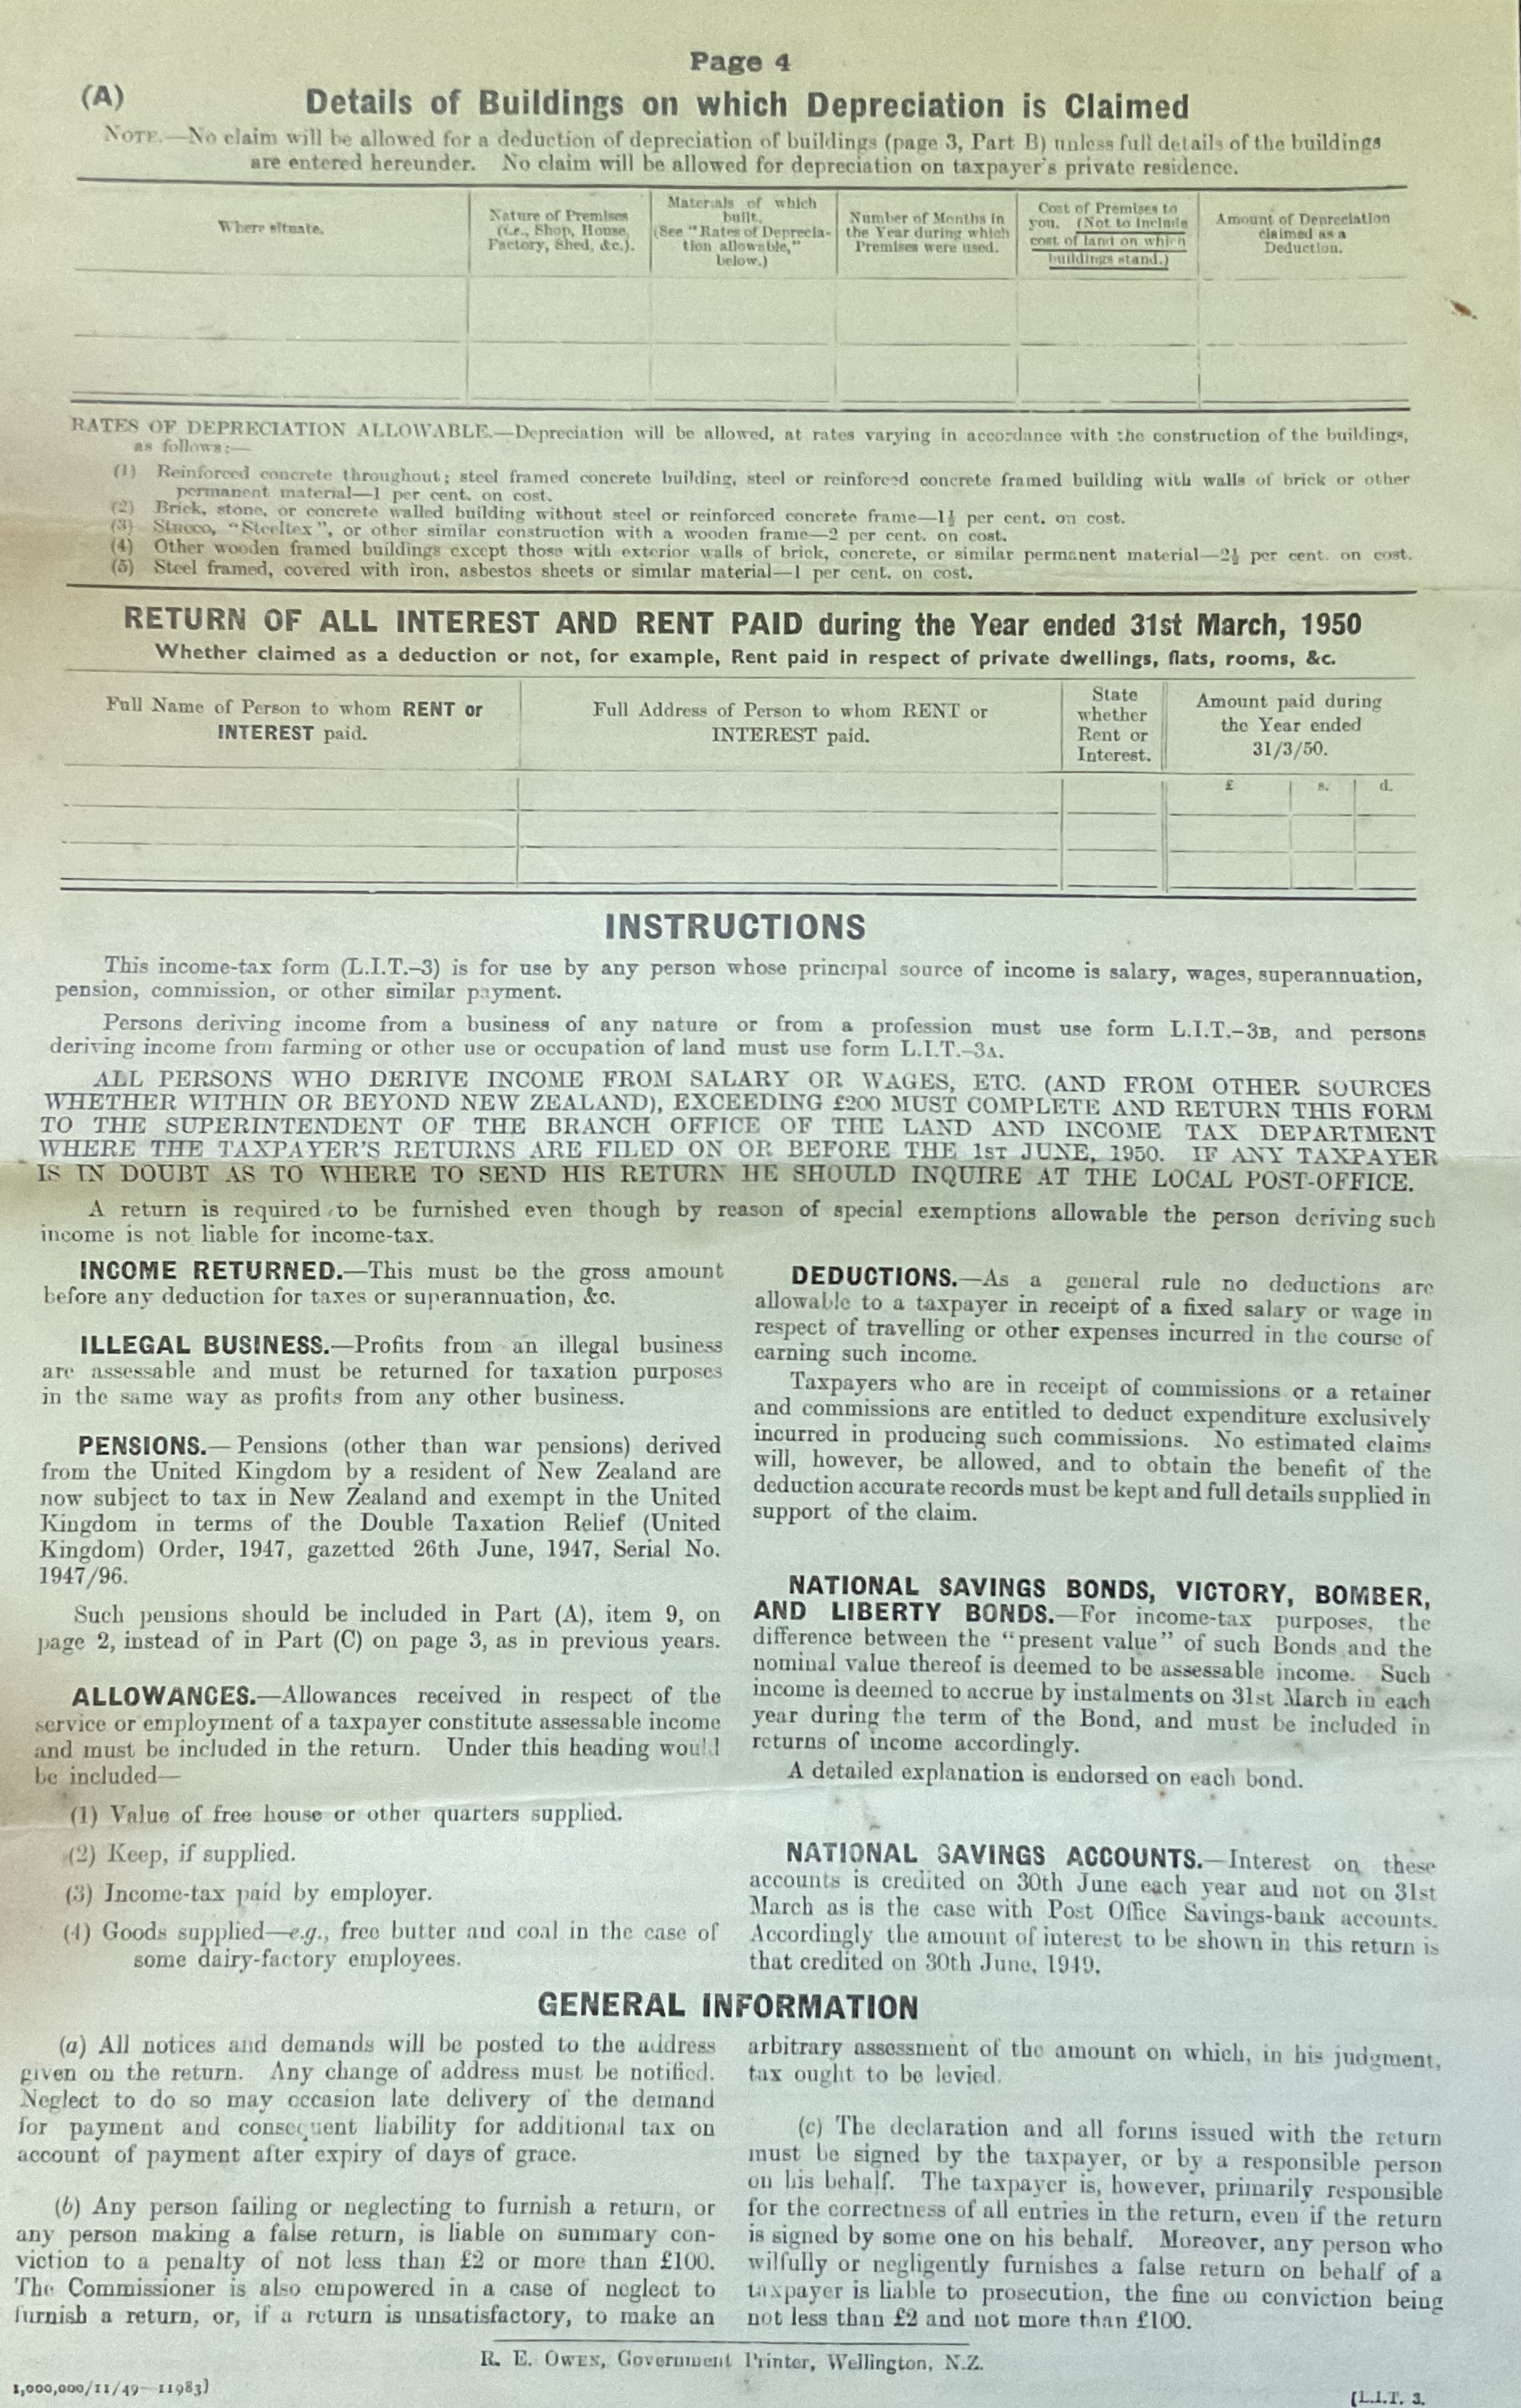 Page 4
(A)
Details of Buildings on which Depreciation is Claimed
NOTE.—No claim will be allowed for a deduction of depreciation of buildings (page 3, Part B) unless full details of the buildings
are entered hereunder. No claim will be allowed for depreciation on taxpayer's private residence.
Where situate.
Nature of Premises
(i.e., Shop, House,
Factory, Shed, &c.).
Materials of which
built.
(See "Rates of Deprecia-
tion allowable,"
below.)
Number of Months in
the Year during which
Premises were used.
Cost of Premises to
you. (Not to include
cost of land on which
buildings stand.)
Amount of Depreciation
claimed as a
Deduction.
RATES OF DEPRECIATION ALLOWABLE.—Depreciation will be allowed, at rates varying in accordance with the construction of the buildings,
as follows:—
(1) Reinforced concrete throughout; steel framed concrete building, steel or reinforced concrete framed building with walls of brick or other
permanent material—1 per cent. on cost.
(2) Brick, stone, or concrete walled building without steel or reinforced concrete frame—1½ per cent. on cost.
(3) Stucco, "Steeltex", or other similar construction with a wooden frame—2 per cent. on cost.
(4) Other wooden framed buildings except those with exterior walls of brick, concrete, or similar permanent material—2½ per cent. on cost.
(5) Steel framed, covered with iron, asbestos sheets or similar material—1 per cent. on cost.
RETURN OF ALL INTEREST AND RENT PAID during the Year ended 31st March, 1950
Whether claimed as a deduction or not, for example, Rent paid in respect of private dwellings, flats, rooms, &c.
Full Name of Person to whom RENT or
INTEREST paid.
Full Address of Person to whom RENT or
INTEREST paid.
State
whether
Rent or
Interest.
Amount paid during
the Year ended
31/3/50.
£ s. d.
INSTRUCTIONS
This income-tax form (L.I.T.–3) is for use by any person whose principal source of income is salary, wages, superannuation,
pension, commission, or other similar payment.
Persons deriving income from a business of any nature or from a profession must use form L.I.T.–3B, and persons
deriving income from farming or other use or occupation of land must use form L.I.T.–3A.
ALL PERSONS WHO DERIVE INCOME FROM SALARY OR WAGES, ETC. (AND FROM OTHER SOURCES
WHETHER WITHIN OR BEYOND NEW ZEALAND), EXCEEDING £200 MUST COMPLETE AND RETURN THIS FORM
TO THE SUPERINTENDENT OF THE BRANCH OFFICE OF THE LAND AND INCOME TAX DEPARTMENT
WHERE THE TAXPAYER'S RETURNS ARE FILED ON OR BEFORE THE 1ST JUNE, 1950. IF ANY TAXPAYER
IS IN DOUBT AS TO WHERE TO SEND HIS RETURN HE SHOULD INQUIRE AT THE LOCAL POST-OFFICE.
A return is required to be furnished even though by reason of special exemptions allowable the person deriving such
income is not liable for income-tax.
INCOME RETURNED.—This must be the gross amount
before any deduction for taxes or superannuation, &c.
ILLEGAL BUSINESS.—Profits from an illegal business
are assessable and must be returned for taxation purposes
in the same way as profits from any other business.
PENSIONS.—Pensions (other than war pensions) derived
from the United Kingdom by a resident of New Zealand are
now subject to tax in New Zealand and exempt in the United
Kingdom in terms of the Double Taxation Relief (United
Kingdom) Order, 1947, gazetted 26th June, 1947, Serial No.
1947/96.
Such pensions should be included in Part (A), item 9, on
page 2, instead of in Part (C) on page 3, as in previous years.
ALLOWANCES.—Allowances received in respect of the
service or employment of a taxpayer constitute assessable income
and must be included in the return. Under this heading would
be included—
(1) Value of free house or other quarters supplied.
(2) Keep, if supplied.
(3) Income-tax paid by employer.
(4) Goods supplied—e.g., free butter and coal in the case of
some dairy-factory employees.
DEDUCTIONS.—As a general rule no deductions are
allowable to a taxpayer in receipt of a fixed salary or wage in
respect of travelling or other expenses incurred in the course of
earning such income.
Taxpayers who are in receipt of commissions or a retainer
and commissions are entitled to deduct expenditure exclusively
incurred in producing such commissions. No estimated claims
will, however, be allowed, and to obtain the benefit of the
deduction accurate records must be kept and full details supplied in
support of the claim.
NATIONAL SAVINGS BONDS, VICTORY, BOMBER,
AND LIBERTY BONDS.—For income-tax purposes, the
difference between the "present value" of such Bonds and the
nominal value thereof is deemed to be assessable income. Such
income is deemed to accrue by instalments on 31st March in each
year during the term of the Bond, and must be included in
returns of income accordingly.
A detailed explanation is endorsed on each bond.
NATIONAL SAVINGS ACCOUNTS.—Interest on these
accounts is credited on 30th June each year and not on 31st
March as is the case with Post Office Savings-bank accounts.
Accordingly the amount of interest to be shown in this return is
that credited on 30th June, 1949.
GENERAL INFORMATION
(a) All notices and demands will be posted to the address
given on the return. Any change of address must be notified.
Neglect to do so may occasion late delivery of the demand
for payment and consequent liability for additional tax on
account of payment after expiry of days of grace.
(b) Any person failing or neglecting to furnish a return, or
any person making a false return, is liable on summary con-
viction to a penalty of not less than £2 or more than £100.
The Commissioner is also empowered in a case of neglect to
furnish a return, or, if a return is unsatisfactory, to make an
arbitrary assessment of the amount on which, in his judgment,
tax ought to be levied.
(c) The declaration and all forms issued with the return
must be signed by the taxpayer, or by a responsible person
on his behalf. The taxpayer is, however, primarily responsible
for the correctness of all entries in the return, even if the return
is signed by some one on his behalf. Moreover, any person who
wilfully or negligently furnishes a false return on behalf of a
taxpayer is liable to prosecution, the fine on conviction being
not less than £2 and not more than £100.
R. E. OWEN, Government Printer, Wellington, N.Z.
1,000,000/11/49—11983]
[L.I.T. 3.